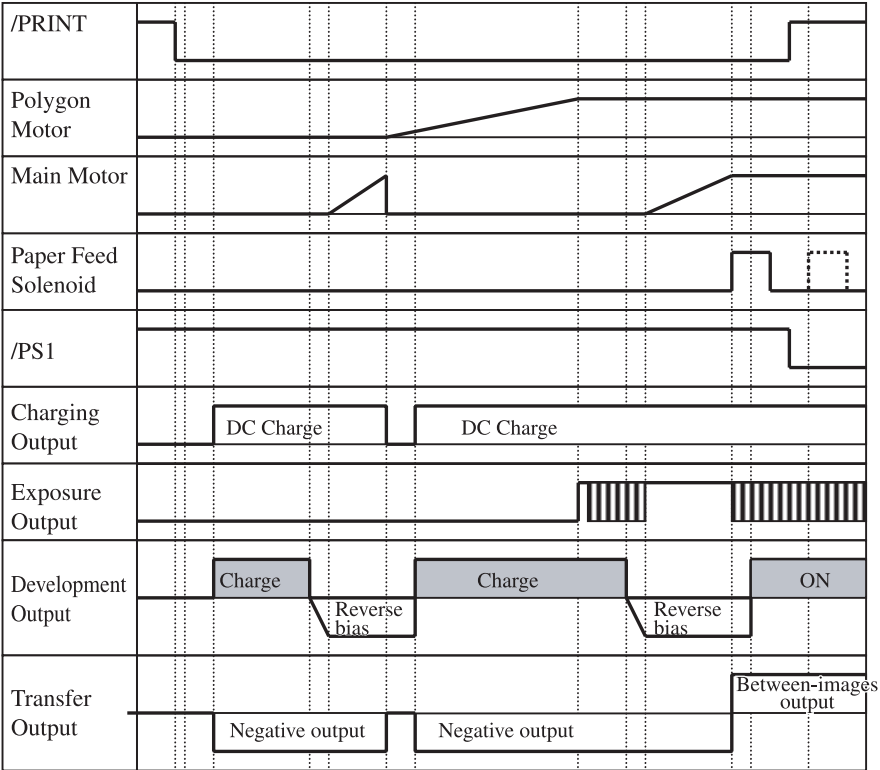 /PRINT
Polygon
Motor
Main Motor
Paper Feed
Solenoid
/PS1
Charging
Output
DC Charge
DC Charge
Exposure
Output
Development
Output
Charge
Reverse
bias
Charge
Reverse
bias
ON
Transfer
Output
Negative output
Negative output
Between-images
output